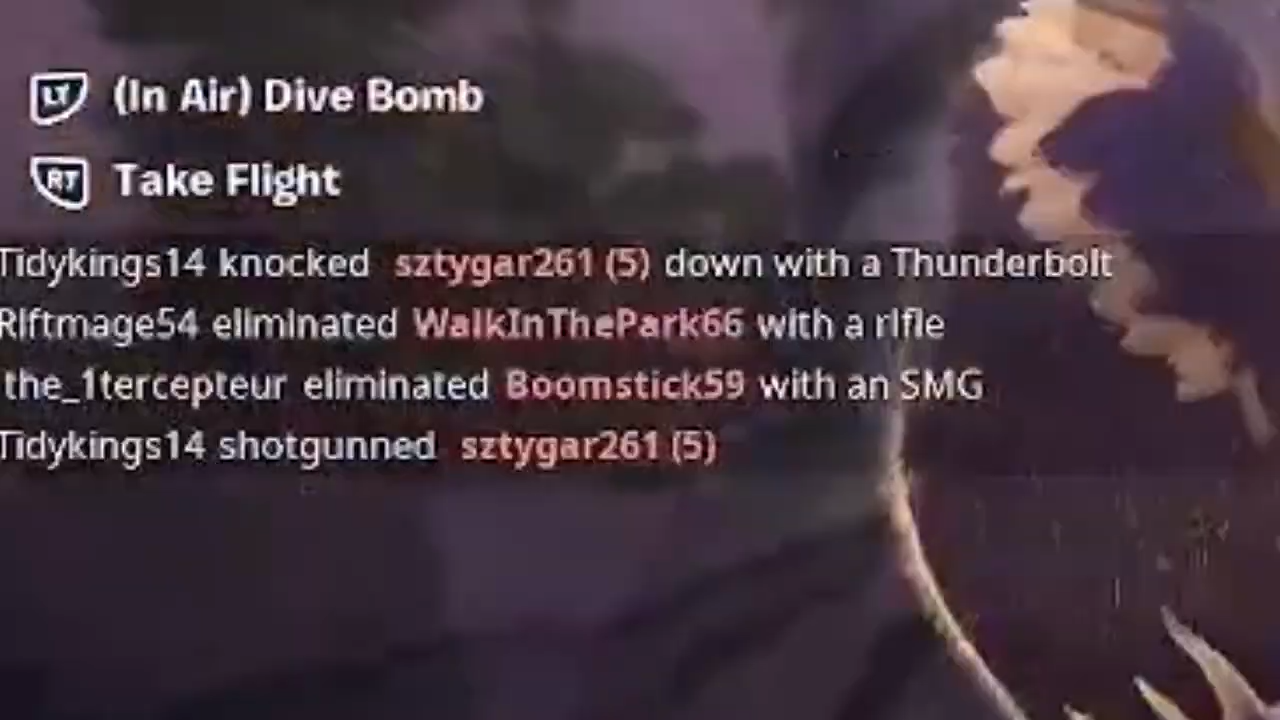 LT (In Air) Dive Bomb
RT Take Flight
Tidykings14 knocked sztygar261 (5) down with a Thunderbolt
Riftmage54 eliminated WalkInThePark66 with a rifle
the_1tercepteur eliminated Boomstick59 with an SMG
Tidykings14 shotgunned sztygar261 (5)